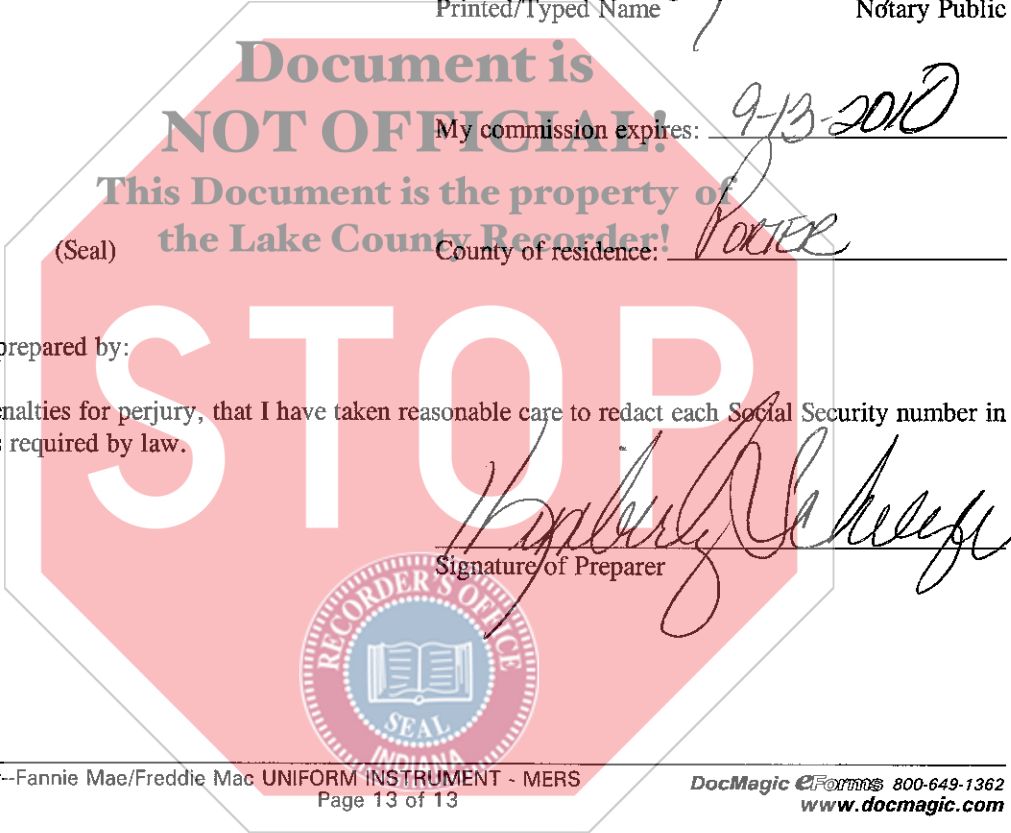 Printed/Typed Name Notary Public
Document is
NOT OFFICIAL!
My commission expires: 9-13-2010
This Document is the property of
the Lake County Recorder!
(Seal) County of residence: PORTER
STOP
prepared by:
enalties for perjury, that I have taken reasonable care to redact each Social Security number in
s required by law.
Kimberly
Signature of Preparer
RECORDER'S OFFICE
SEAL
INDIANA
--Fannie Mae/Freddie Mac UNIFORM INSTRUMENT - MERS
Page 13 of 13
DocMagic eForms 800-649-1362
www.docmagic.com